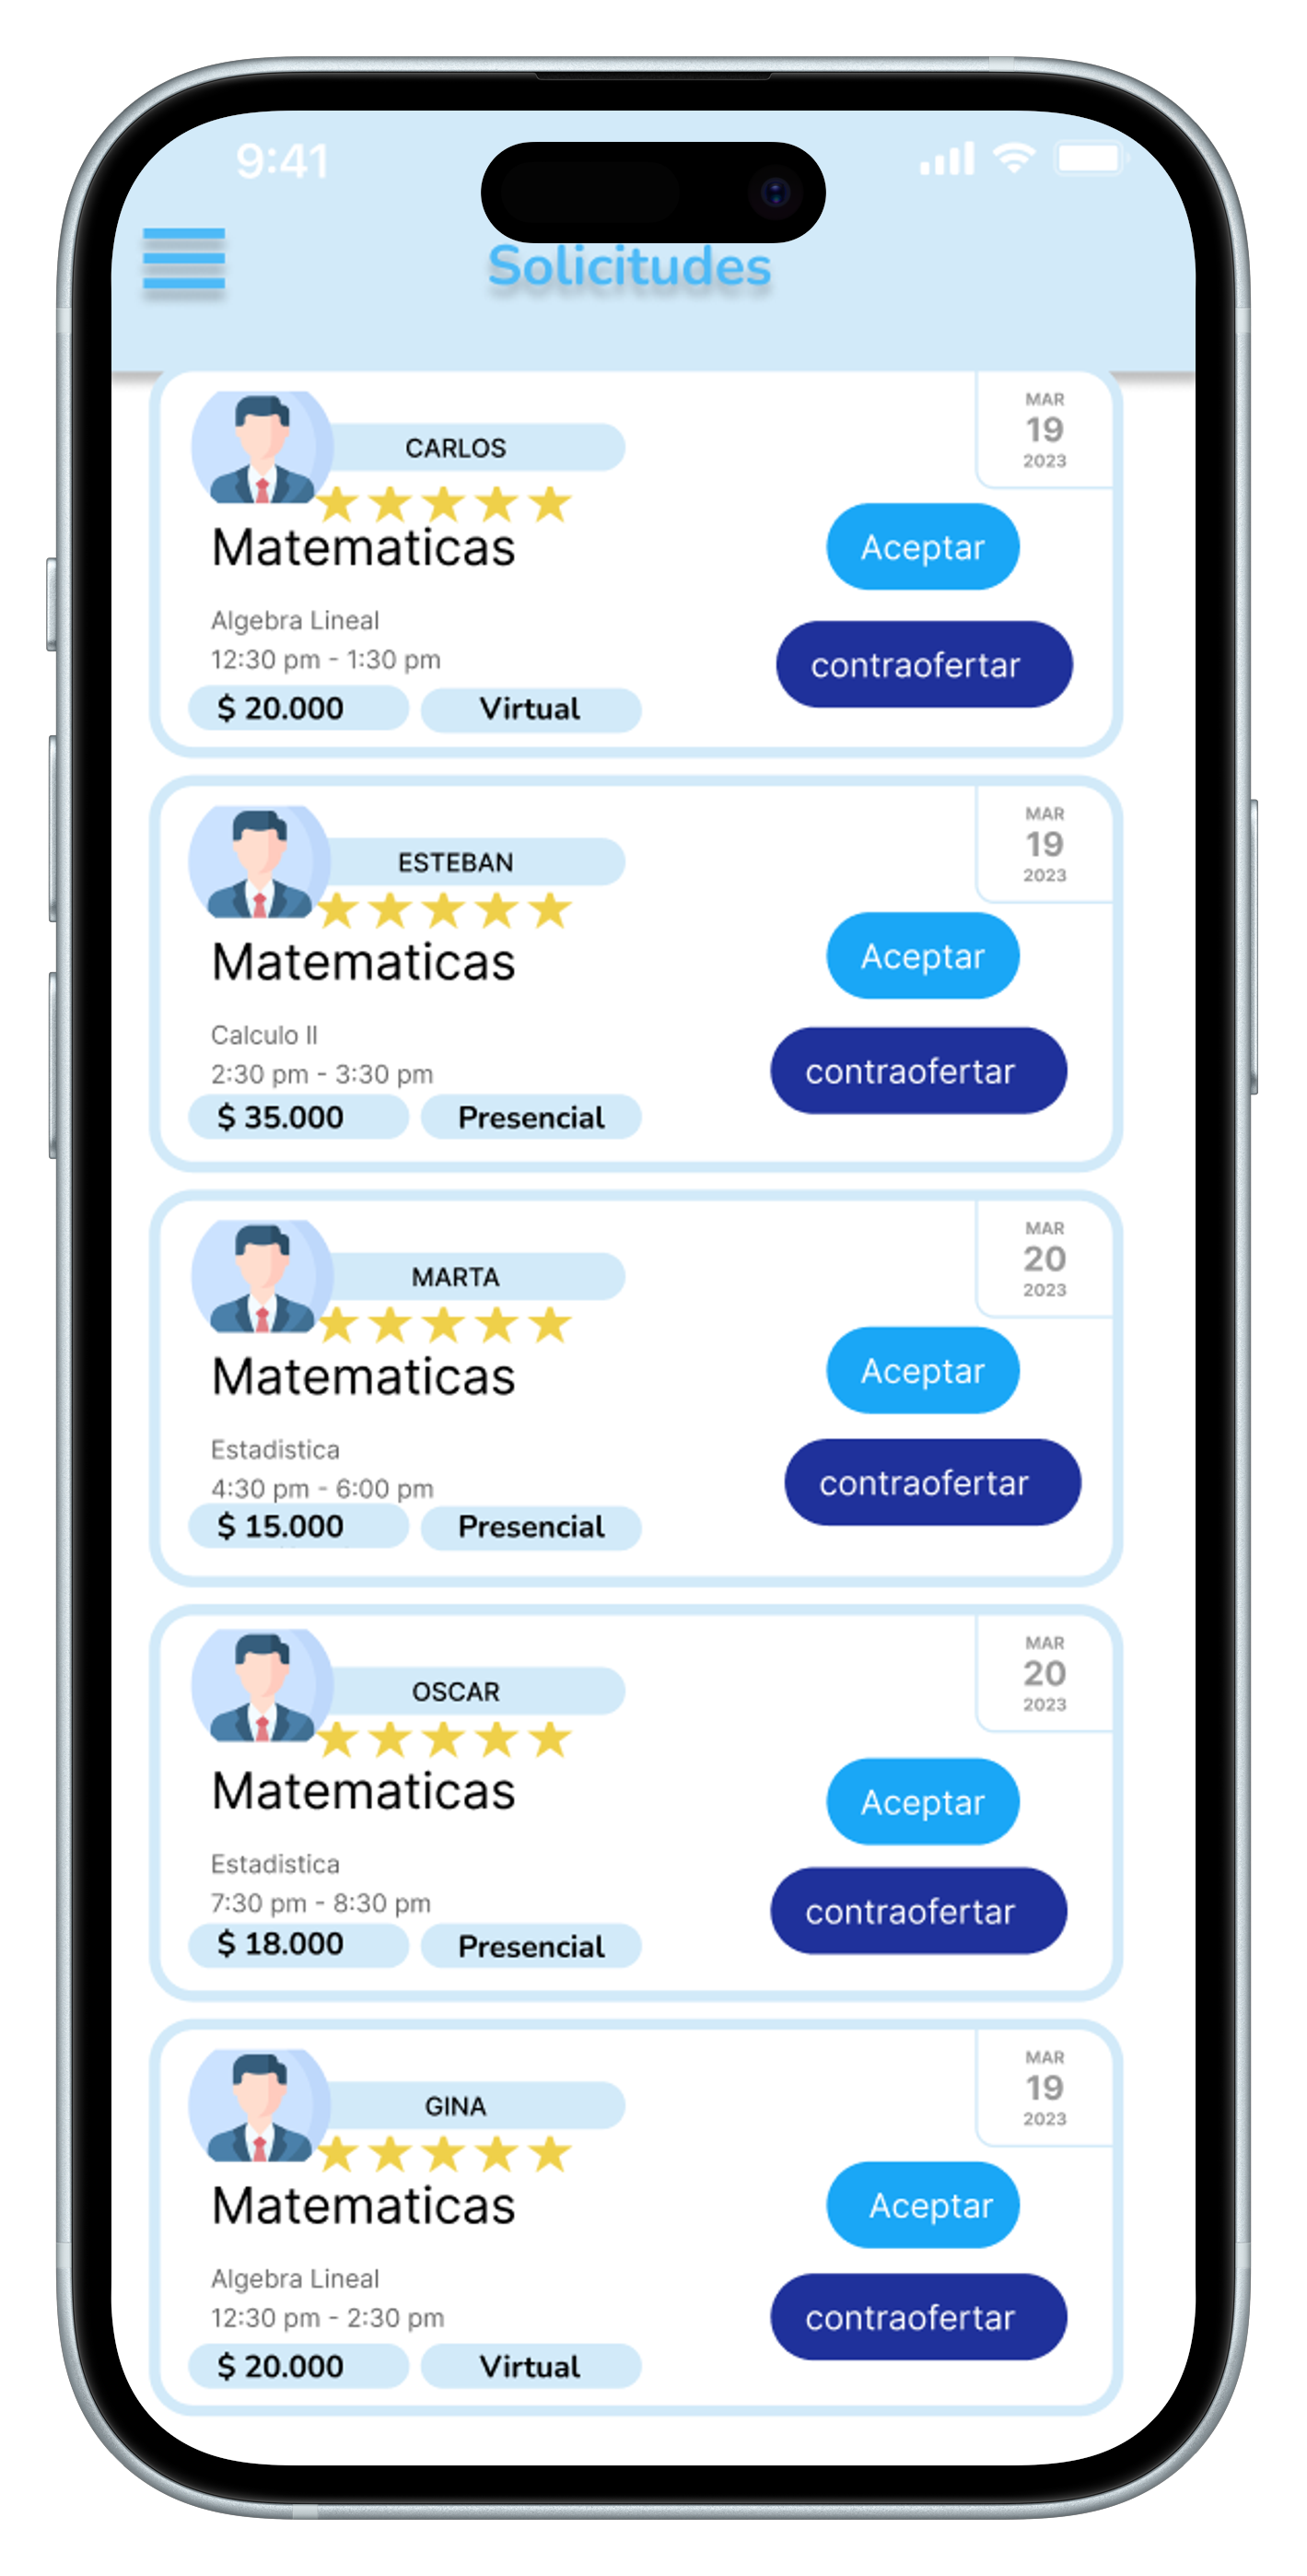 9:41
Solicitudes
CARLOS
MAR
19
2023
Matematicas
Aceptar
Algebra Lineal
12:30 pm - 1:30 pm
contraofertar
$ 20.000
Virtual
ESTEBAN
MAR
19
2023
Matematicas
Aceptar
Calculo II
2:30 pm - 3:30 pm
contraofertar
$ 35.000
Presencial
MARTA
MAR
20
2023
Matematicas
Aceptar
Estadistica
4:30 pm - 6:00 pm
contraofertar
$ 15.000
Presencial
OSCAR
MAR
20
2023
Matematicas
Aceptar
Estadistica
7:30 pm - 8:30 pm
contraofertar
$ 18.000
Presencial
GINA
MAR
19
2023
Matematicas
Aceptar
Algebra Lineal
12:30 pm - 2:30 pm
contraofertar
$ 20.000
Virtual